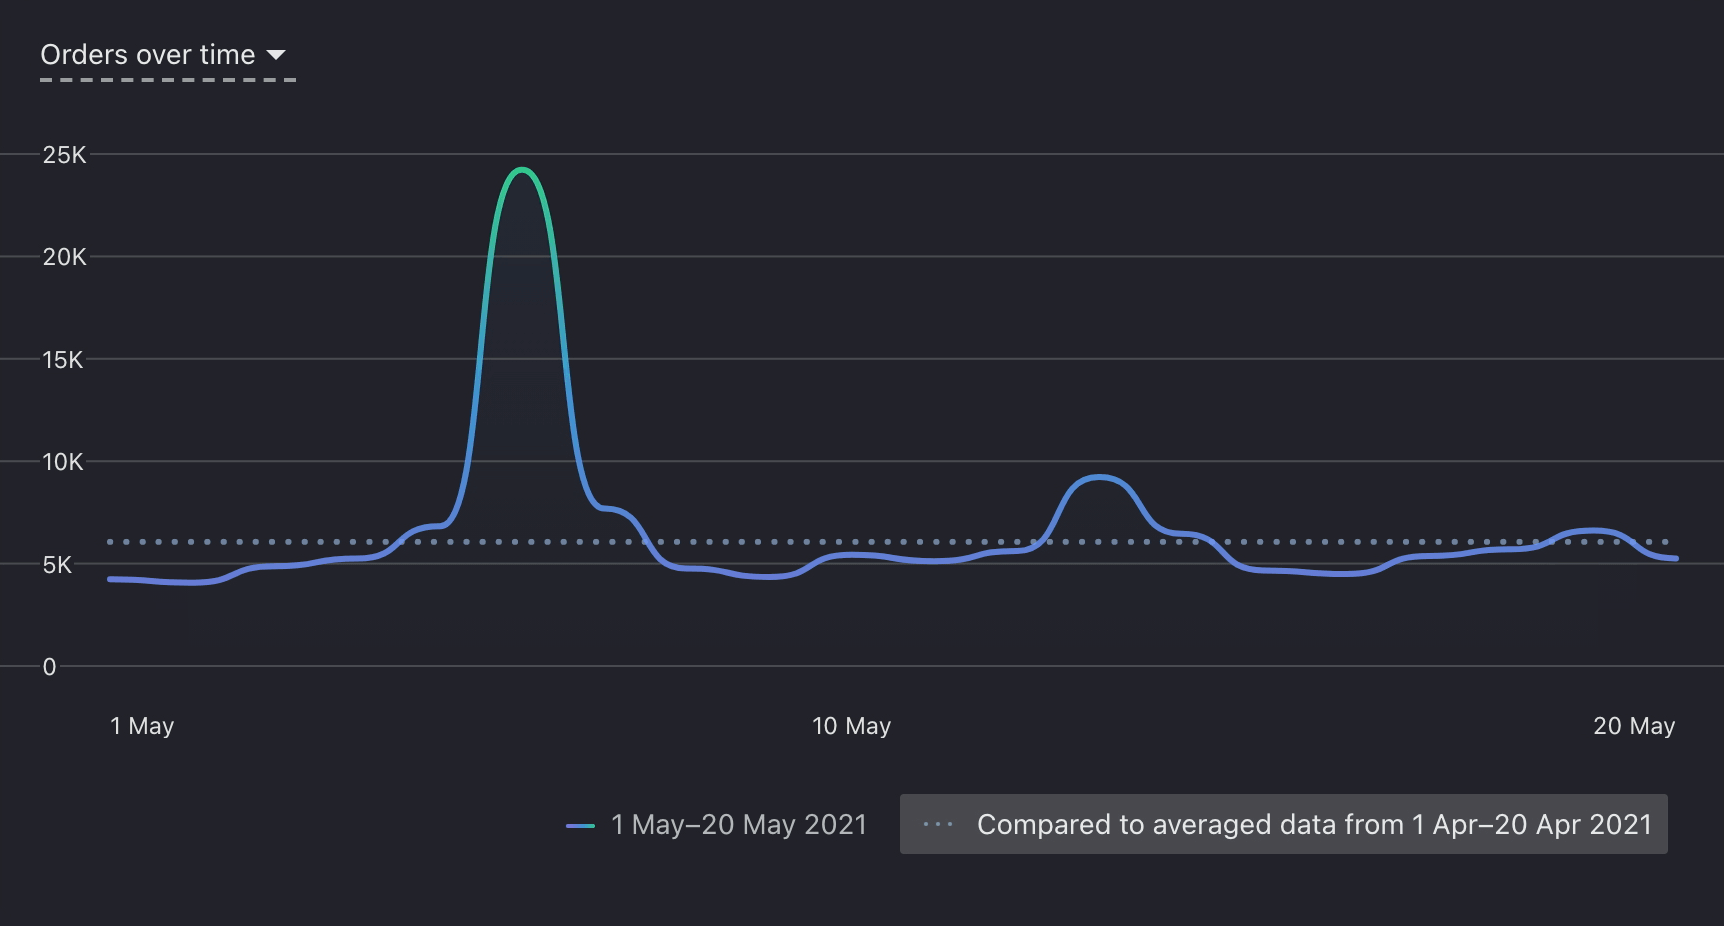 Orders over time
25K
20K
15K
10K
5K
0
1 May 10 May 20 May
1 May–20 May 2021 Compared to averaged data from 1 Apr–20 Apr 2021